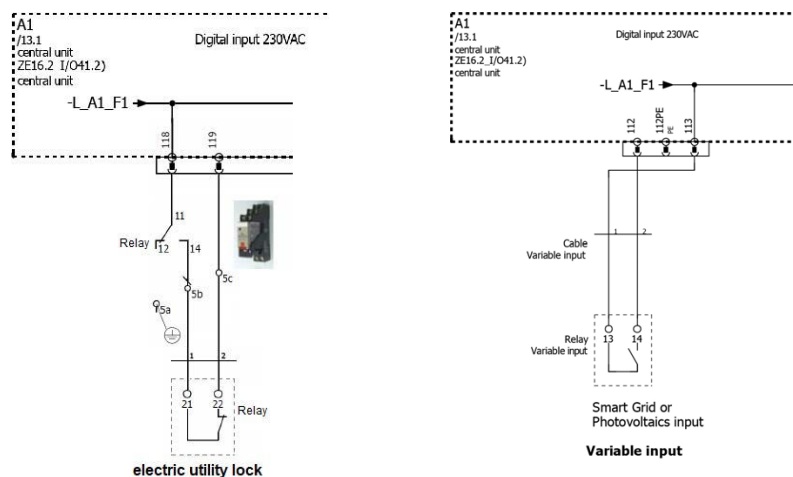 A1
/13.1
central unit
ZE16.2 I/O41.2)
central unit
Digital input 230VAC
-L_A1_F1
118
119
11
Relay
12
14
5c
5b
5a
1
2
21
22
Relay
electric utility lock
A1
/13.1
central unit
ZE16.2_I/O41.2)
central unit
Digital input 230VAC
-L_A1_F1
112
112PE
PE
113
1
2
Cable
Variable input
Relay
Variable input
13
14
Smart Grid or
Photovoltaics input
Variable input